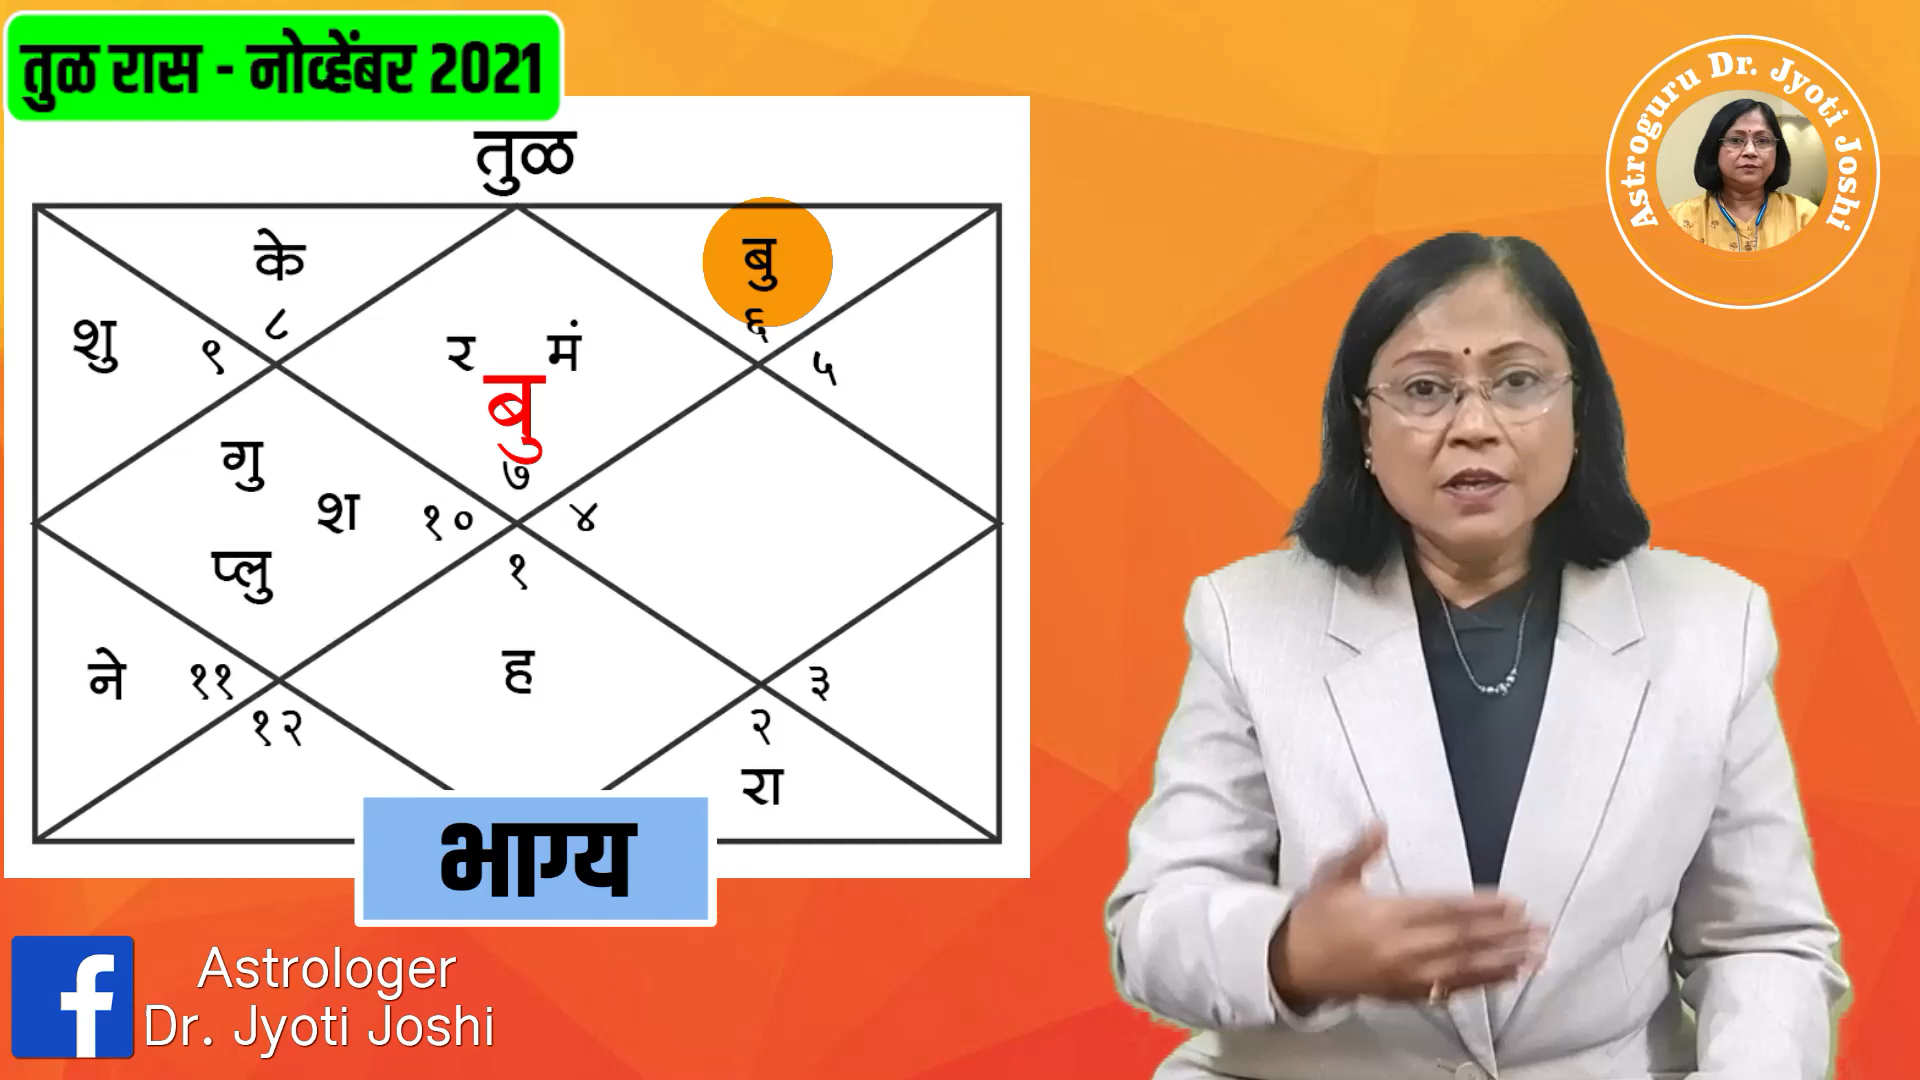 तुळ रास - नोव्हेंबर 2021
Astroguru Dr. Jyoti Joshi
तुळ
के
बु
८
६
शु
९
र
मं
५
बु
७
गु
श
१०
४
प्लु
१
ने
११
ह
३
१२
२
रा
भाग्य
Astrologer
Dr. Jyoti Joshi